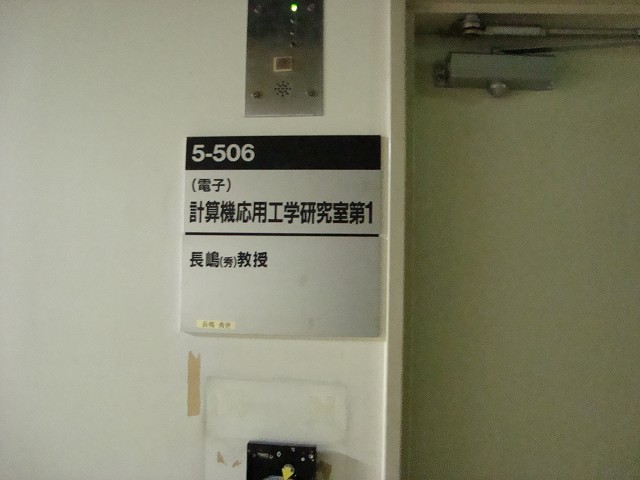 5-506
（電子）
計算機応用工学研究室第1
長嶋(秀)教授